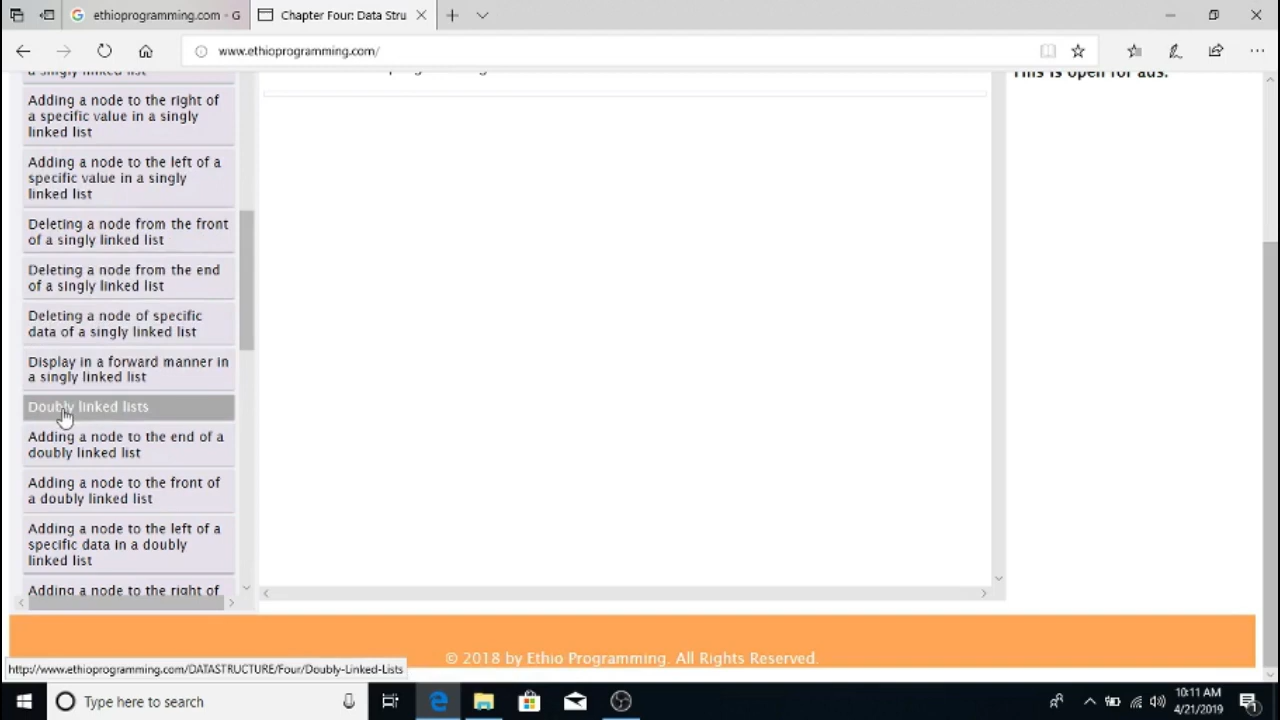 ethioprogramming.com - G
Chapter Four: Data Stru
www.ethioprogramming.com/
a singly linked list
This is open for ads.
Adding a node to the right of
a specific value in a singly
linked list
Adding a node to the left of a
specific value in a singly
linked list
Deleting a node from the front
of a singly linked list
Deleting a node from the end
of a singly linked list
Deleting a node of specific
data of a singly linked list
Display in a forward manner in
a singly linked list
Doubly linked lists
Adding a node to the end of a
doubly linked list
Adding a node to the front of
a doubly linked list
Adding a node to the left of a
specific data in a doubly
linked list
Adding a node to the right of
© 2018 by Ethio Programming. All Rights Reserved.
http://www.ethioprogramming.com/DATASTRUCTURE/Four/Doubly-Linked-Lists
Type here to search
10:11 AM
4/21/2019
1